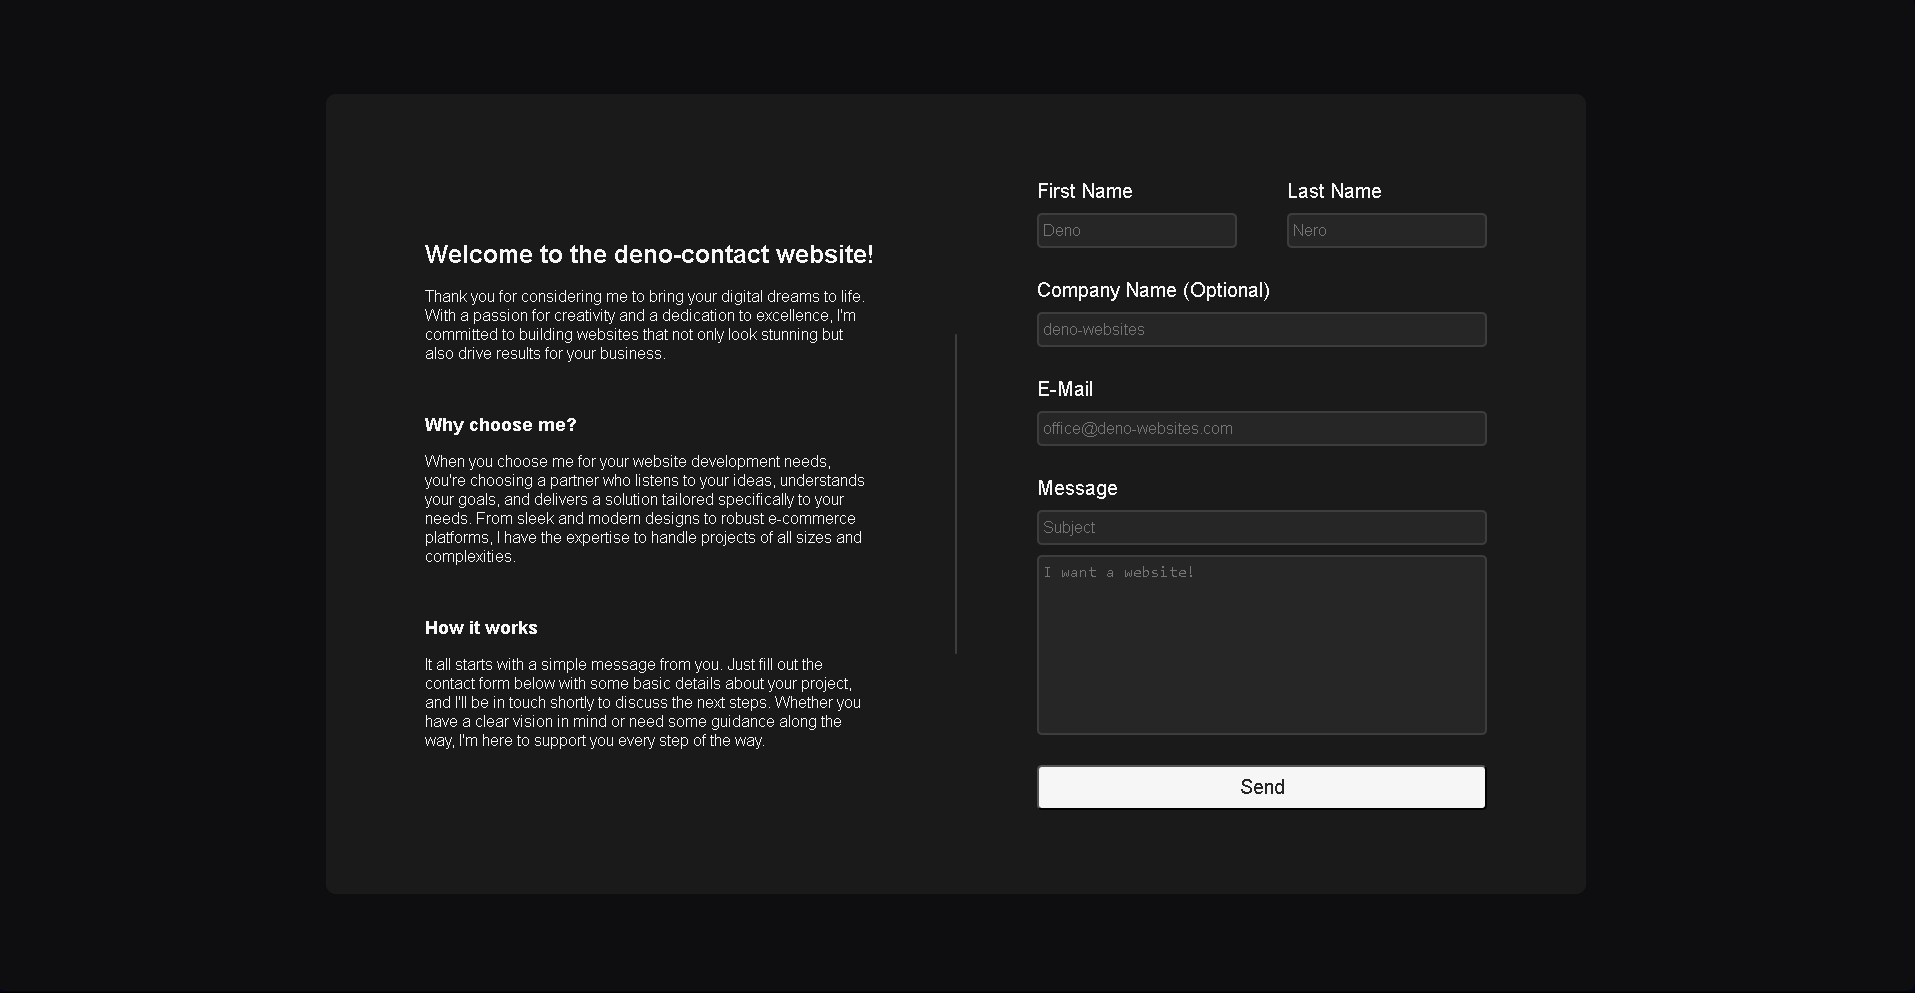 Welcome to the deno-contact website!
Thank you for considering me to bring your digital dreams to life.
With a passion for creativity and a dedication to excellence, I'm
committed to building websites that not only look stunning but
also drive results for your business.
Why choose me?
When you choose me for your website development needs,
you're choosing a partner who listens to your ideas, understands
your goals, and delivers a solution tailored specifically to your
needs. From sleek and modern designs to robust e-commerce
platforms, I have the expertise to handle projects of all sizes and
complexities.
How it works
It all starts with a simple message from you. Just fill out the
contact form below with some basic details about your project,
and I'll be in touch shortly to discuss the next steps. Whether you
have a clear vision in mind or need some guidance along the
way, I'm here to support you every step of the way.
First Name
Deno
Last Name
Nero
Company Name (Optional)
deno-websites
E-Mail
office@deno-websites.com
Message
Subject
I want a website!
Send